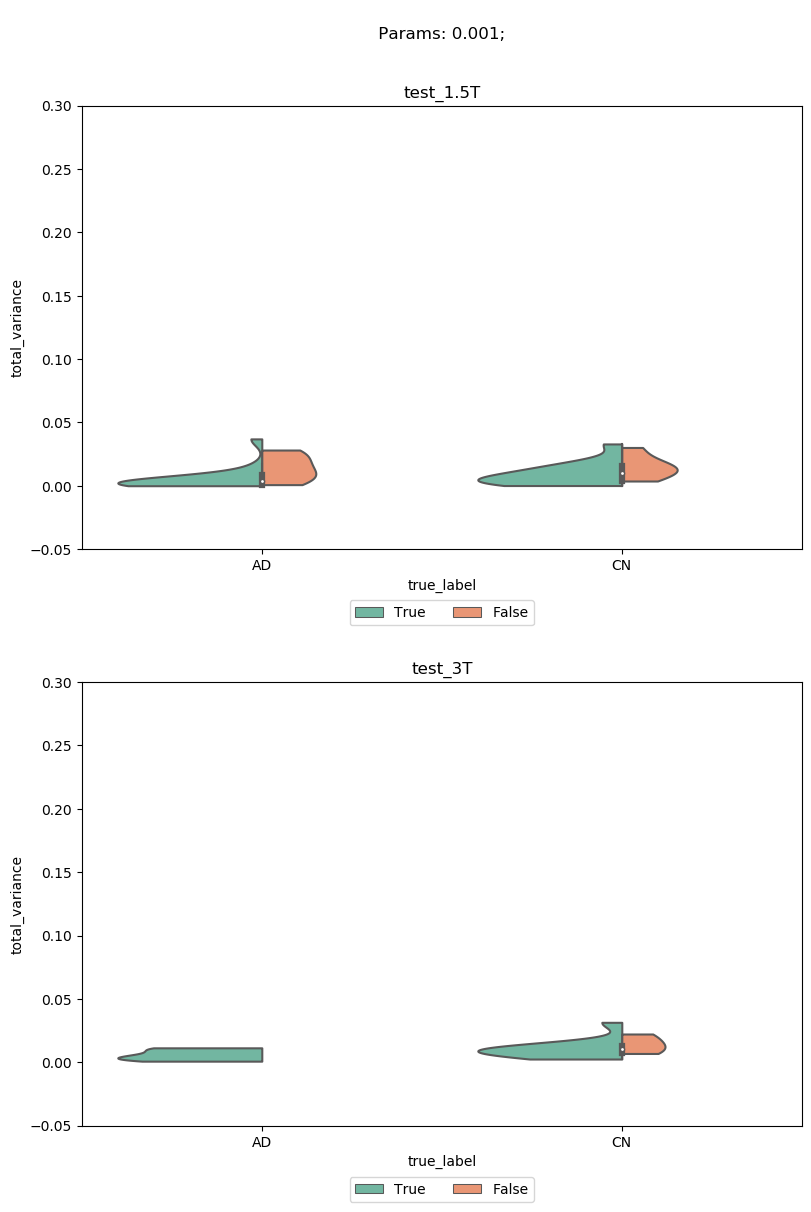 Params: 0.001;
test_1.5T
0.30
0.25
0.20
0.15
0.10
0.05
0.00
−0.05
total_variance
AD CN
true_label
True False
test_3T
0.30
0.25
0.20
0.15
0.10
0.05
0.00
−0.05
total_variance
AD CN
true_label
True False